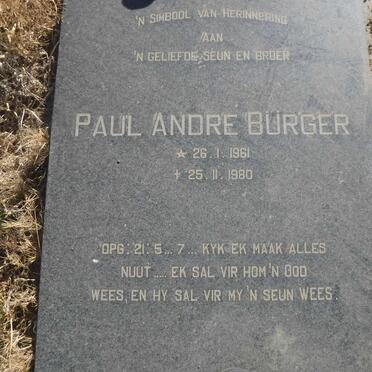 'N SIMBOOL VAN HERINNERING
AAN
'N GELIEFDE SEUN EN BROER
PAUL ANDRE BURGER
* 26.1.1961
† 25.11.1980
OPG: 21: 5...7... KYK EK MAAK ALLES
NUUT..... EK SAL VIR HOM 'N GOD
WEES, EN HY SAL VIR MY 'N SEUN WEES.